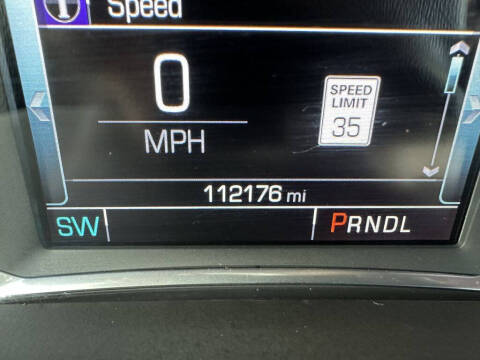 Speed
0
MPH
SPEED
LIMIT
35
112176 mi
SW
PRNDL